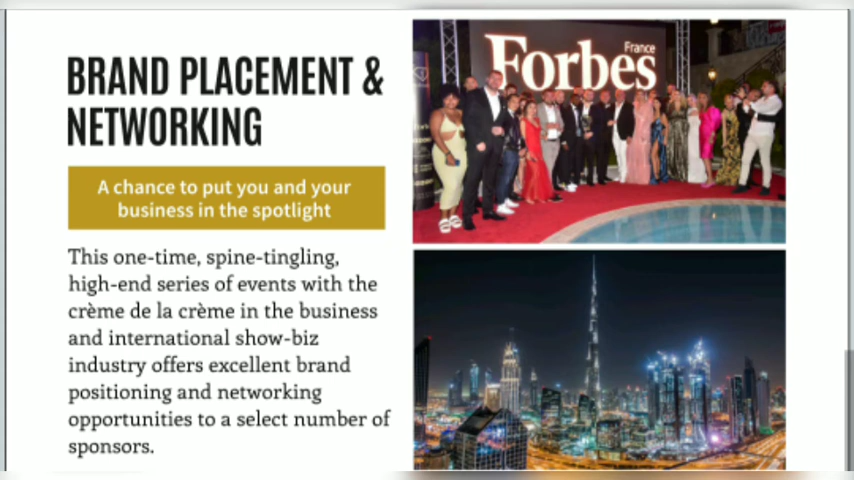 BRAND PLACEMENT &
NETWORKING
A chance to put you and your
business in the spotlight
This one-time, spine-tingling,
high-end series of events with the
crème de la crème in the business
and international show-biz
industry offers excellent brand
positioning and networking
opportunities to a select number of
sponsors.
France
Forbes